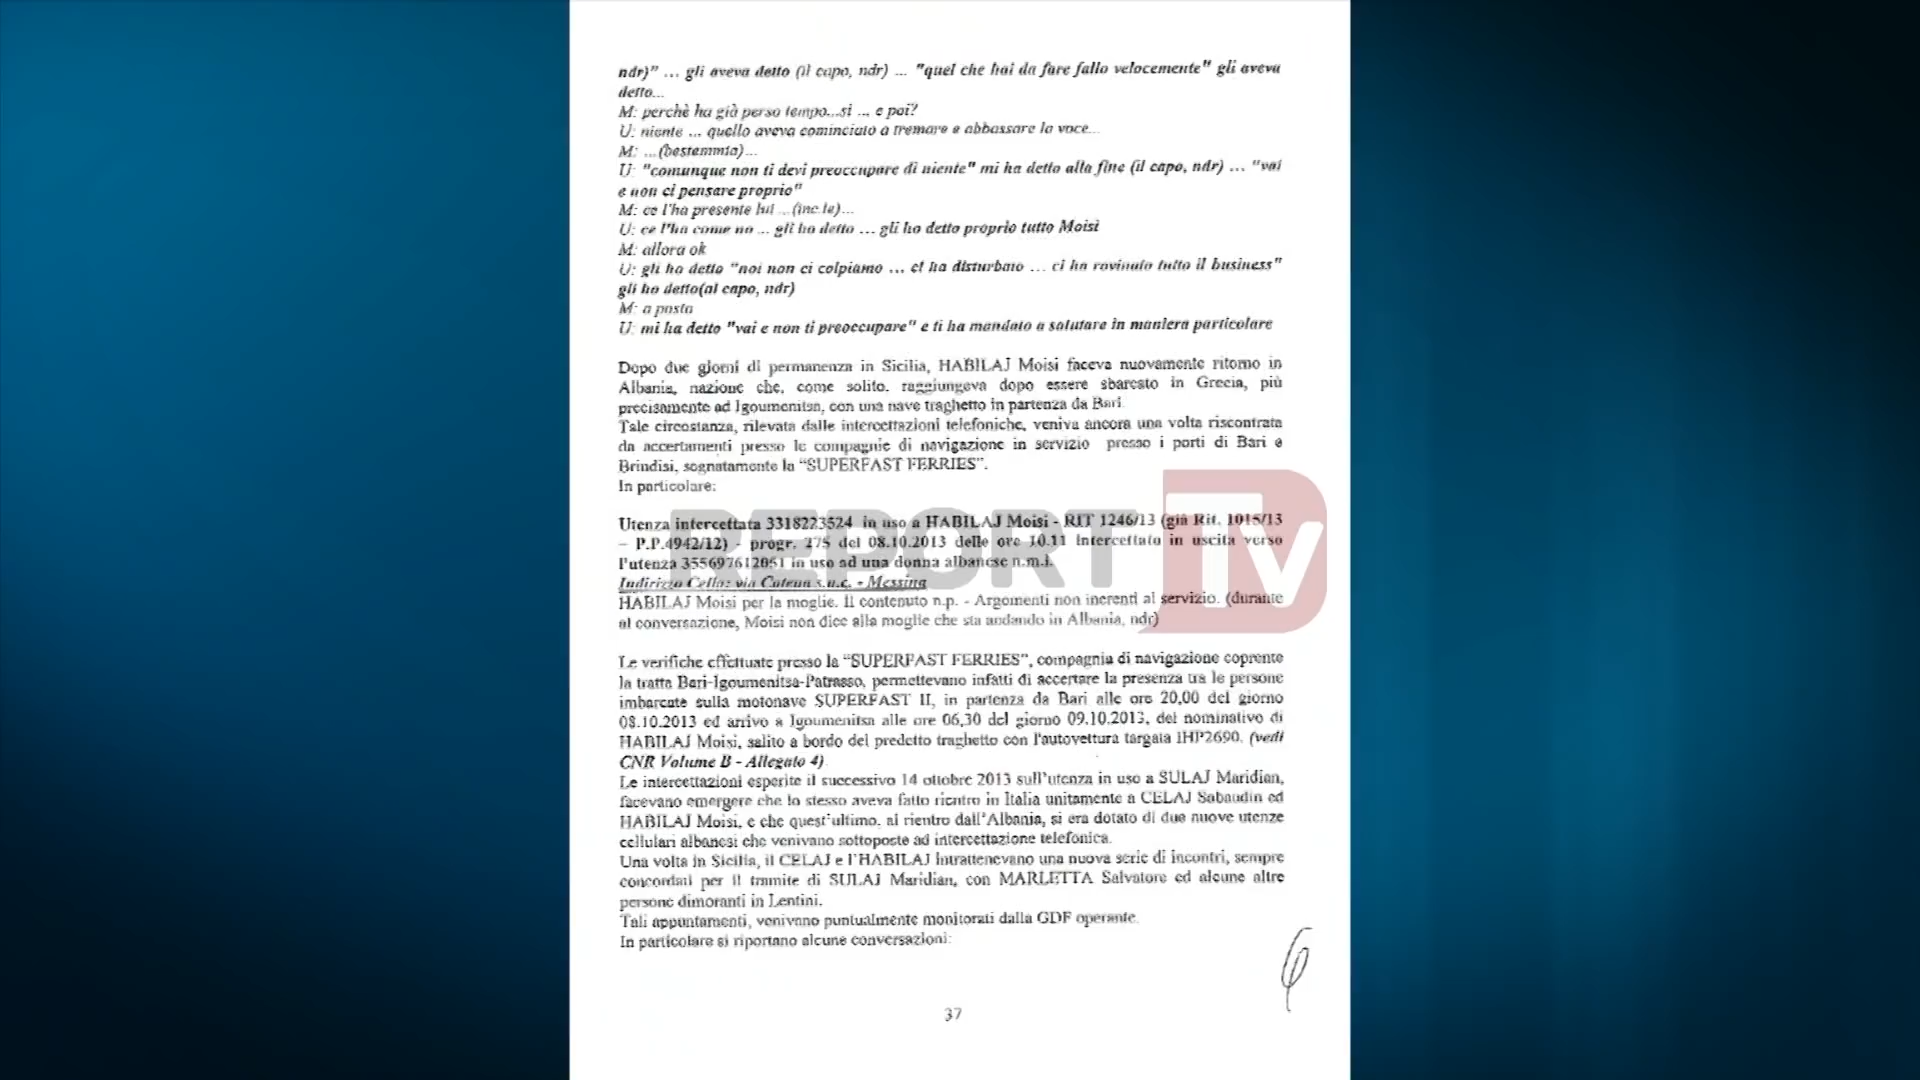 ndr)" ... gli aveva detto (il capo, ndr) ... "quel che hai da fare fallo velocemente" gli aveva
detto...
M: perchè ha già perso tempo...si ... e poi?
U: niente ... quello aveva cominciato a tremare e abbassare la voce...
M: ...(bestemmia)...
U: "comunque non ti devi preoccupare di niente" mi ha detto alla fine (il capo, ndr) ... "vai
e non ci pensare proprio"
M: ce l'ha presente lui ...(inc.le)...
U: ce l'ha come no ... gli ho detto ... gli ho detto proprio tutto Moisi
M: allora ok
U: gli ho detto "noi non ci colpiamo ... ci ha disturbato ... ci ha rovinato tutto il business"
gli ho detto(al capo, ndr)
M: a posto
U: mi ha detto "vai e non ti preoccupare" e ti ha mandato a salutare in maniera particolare
Dopo due giorni di permanenza in Sicilia, HABILAJ Moisi faceva nuovamente ritorno in
Albania, nazione che, come solito, raggiungeva dopo essere sbarcato in Grecia, più
precisamente ad Igoumenitsa, con una nave traghetto in partenza da Bari.
Tale circostanza, rilevata dalle intercettazioni telefoniche, veniva ancora una volta riscontrata
da accertamenti presso le compagnie di navigazione in servizio presso i porti di Bari e
Brindisi, segnatamente la “SUPERFAST FERRIES”.
In particolare:
Utenza intercettata 3318223524 in uso a HABILAJ Moisi - RIT 1246/13 (già Rit. 1015/13
– P.P.4942/12) - progr. 275 del 08.10.2013 delle ore 10.11 intercettato in uscita verso
l'utenza 355697612051 in uso ad una donna albanese n.m.i.
Indirizzo Cella: via Catena s.n.c. - Messina
HABILAJ Moisi per la moglie. Il contenuto n.p. - Argomenti non inerenti al servizio. (durante
al conversazione, Moisi non dice alla moglie che sta andando in Albania, ndr)
REPORT TV
Le verifiche effettuate presso la “SUPERFAST FERRIES”, compagnia di navigazione coprente
la tratta Bari-Igoumenitsa-Patrasso, permettevano infatti di accertare la presenza tra le persone
imbarcate sulla motonave SUPERFAST II, in partenza da Bari alle ore 20,00 del giorno
08.10.2013 ed arrivo a Igoumenitsa alle ore 06,30 del giorno 09.10.2013, del nominativo di
HABILAJ Moisi, salito a bordo del predetto traghetto con l'autovettura targata IHP2690. (vedi
CNR Volume B - Allegato 4)
Le intercettazioni esperite il successivo 14 ottobre 2013 sull'utenza in uso a SULAJ Maridian,
facevano emergere che lo stesso aveva fatto rientro in Italia unitamente a CELAJ Sabaudin ed
HABILAJ Moisi, e che quest'ultimo, al rientro dall'Albania, si era dotato di due nuove utenze
cellulari albanesi che venivano sottoposte ad intercettazione telefonica.
Una volta in Sicilia, il CELAJ e l'HABILAJ intrattenevano una nuova serie di incontri, sempre
concordati per il tramite di SULAJ Maridian, con MARLETTA Salvatore ed alcune altre
persone dimoranti in Lentini.
Tali appuntamenti, venivano puntualmente monitorati dalla GDF operante.
In particolare si riportano alcune conversazioni:
37